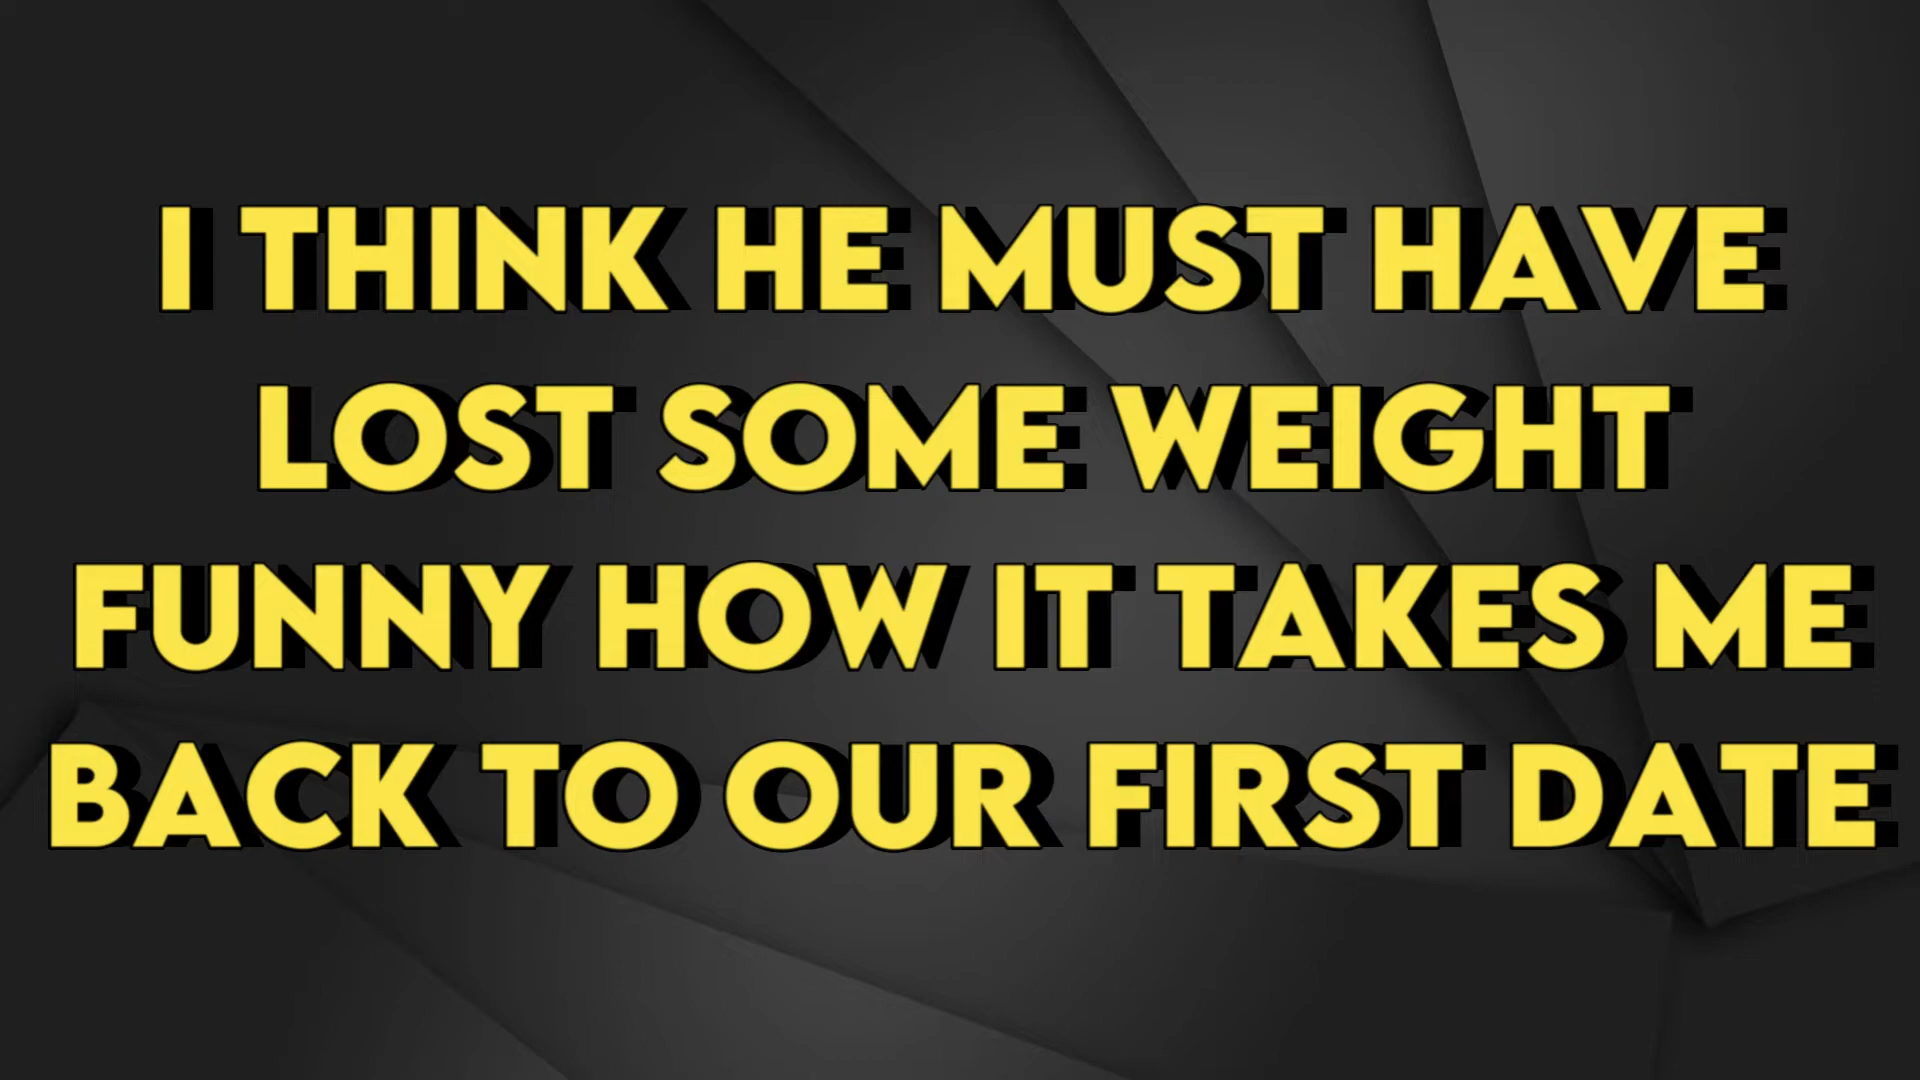 I THINK HE MUST HAVE
LOST SOME WEIGHT
FUNNY HOW IT TAKES ME
BACK TO OUR FIRST DATE